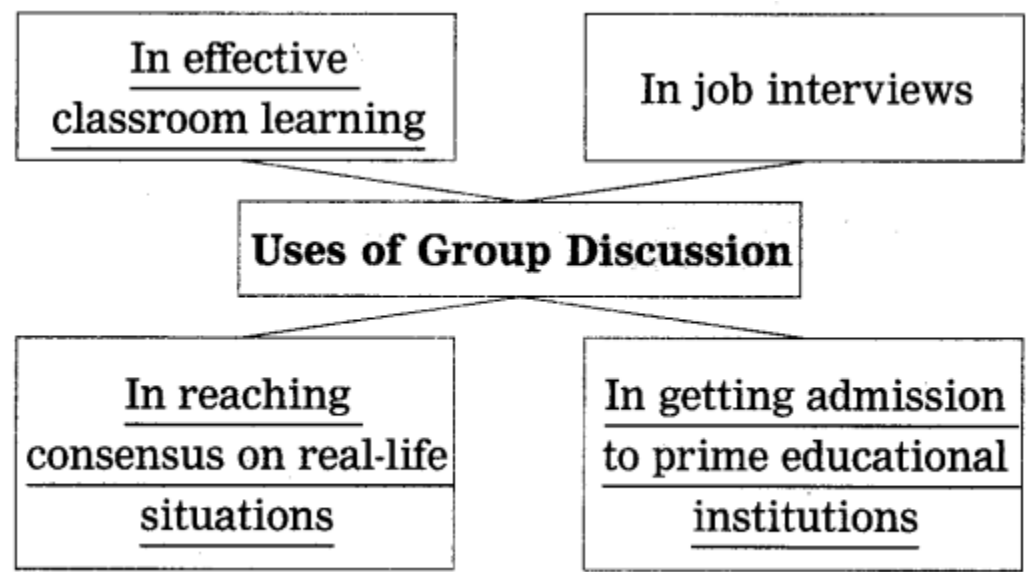 In effective
classroom learning
In job interviews
Uses of Group Discussion
In reaching
consensus on real-life
situations
In getting admission
to prime educational
institutions